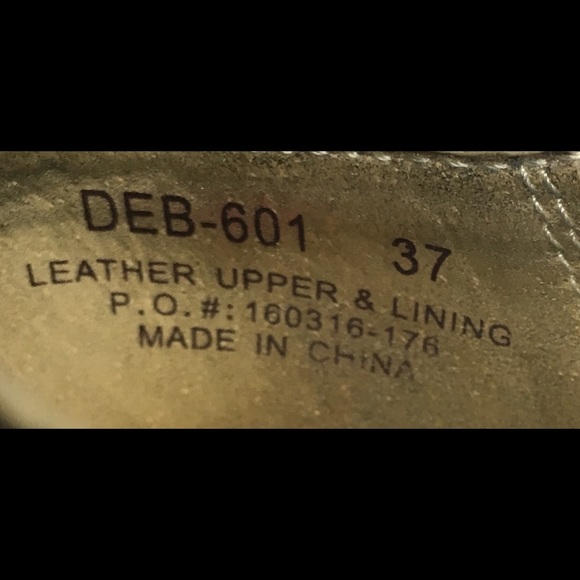 DEB-601 37
LEATHER UPPER & LINING
P.O.#:160316-176
MADE IN CHINA